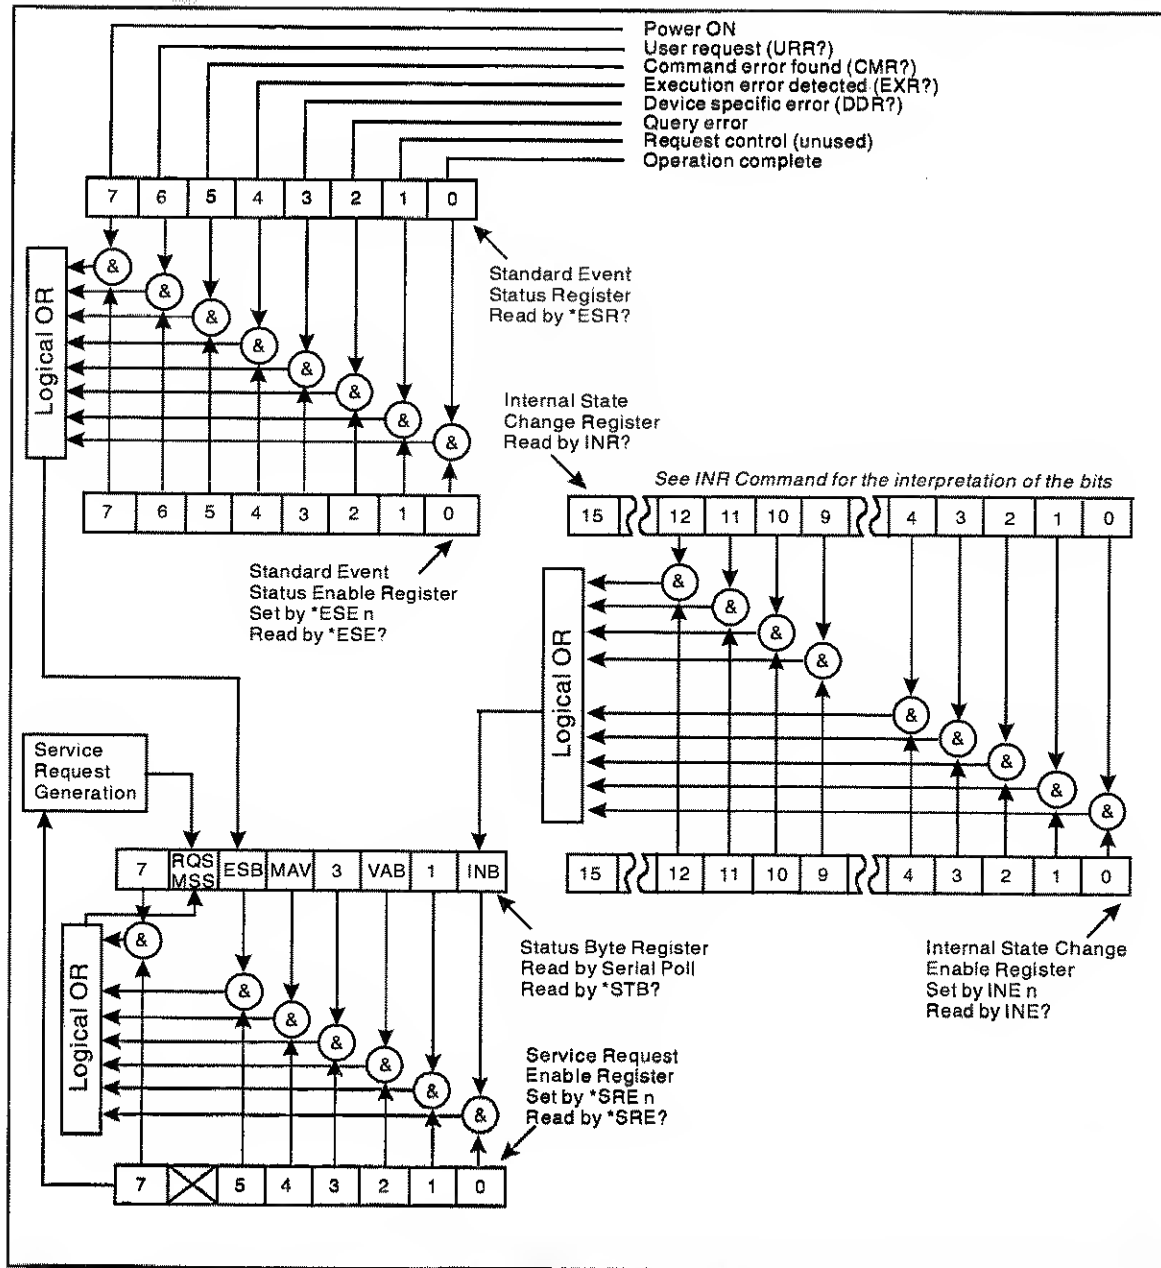 Power ON
User request (URR?)
Command error found (CMR?)
Execution error detected (EXR?)
Device specific error (DDR?)
Query error
Request control (unused)
Operation complete
7 6 5 4 3 2 1 0
&
&
&
&
&
&
&
&
Logical OR
Standard Event
Status Register
Read by *ESR?
7 6 5 4 3 2 1 0
Standard Event
Status Enable Register
Set by *ESE n
Read by *ESE?
Internal State
Change Register
Read by INR?
See INR Command for the interpretation of the bits
15 12 11 10 9 4 3 2 1 0
&
&
&
&
&
&
&
&
&
Logical OR
15 12 11 10 9 4 3 2 1 0
Internal State Change
Enable Register
Set by INE n
Read by INE?
Service
Request
Generation
7 RQS MSS ESB MAV 3 VAB 1 INB
&
&
&
&
&
&
&
Logical OR
Status Byte Register
Read by Serial Poll
Read by *STB?
Service Request
Enable Register
Set by *SRE n
Read by *SRE?
7 5 4 3 2 1 0